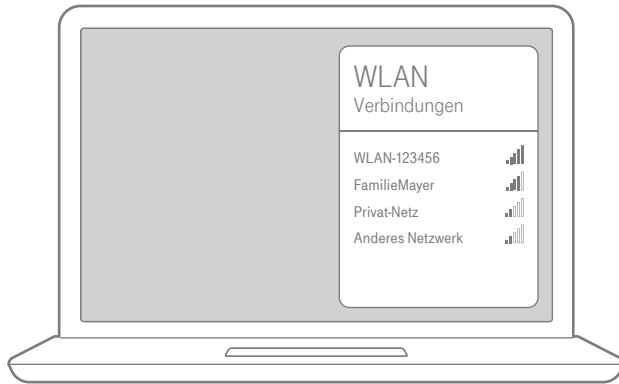 WLAN
Verbindungen
WLAN-123456
FamilieMayer
Privat-Netz
Anderes Netzwerk